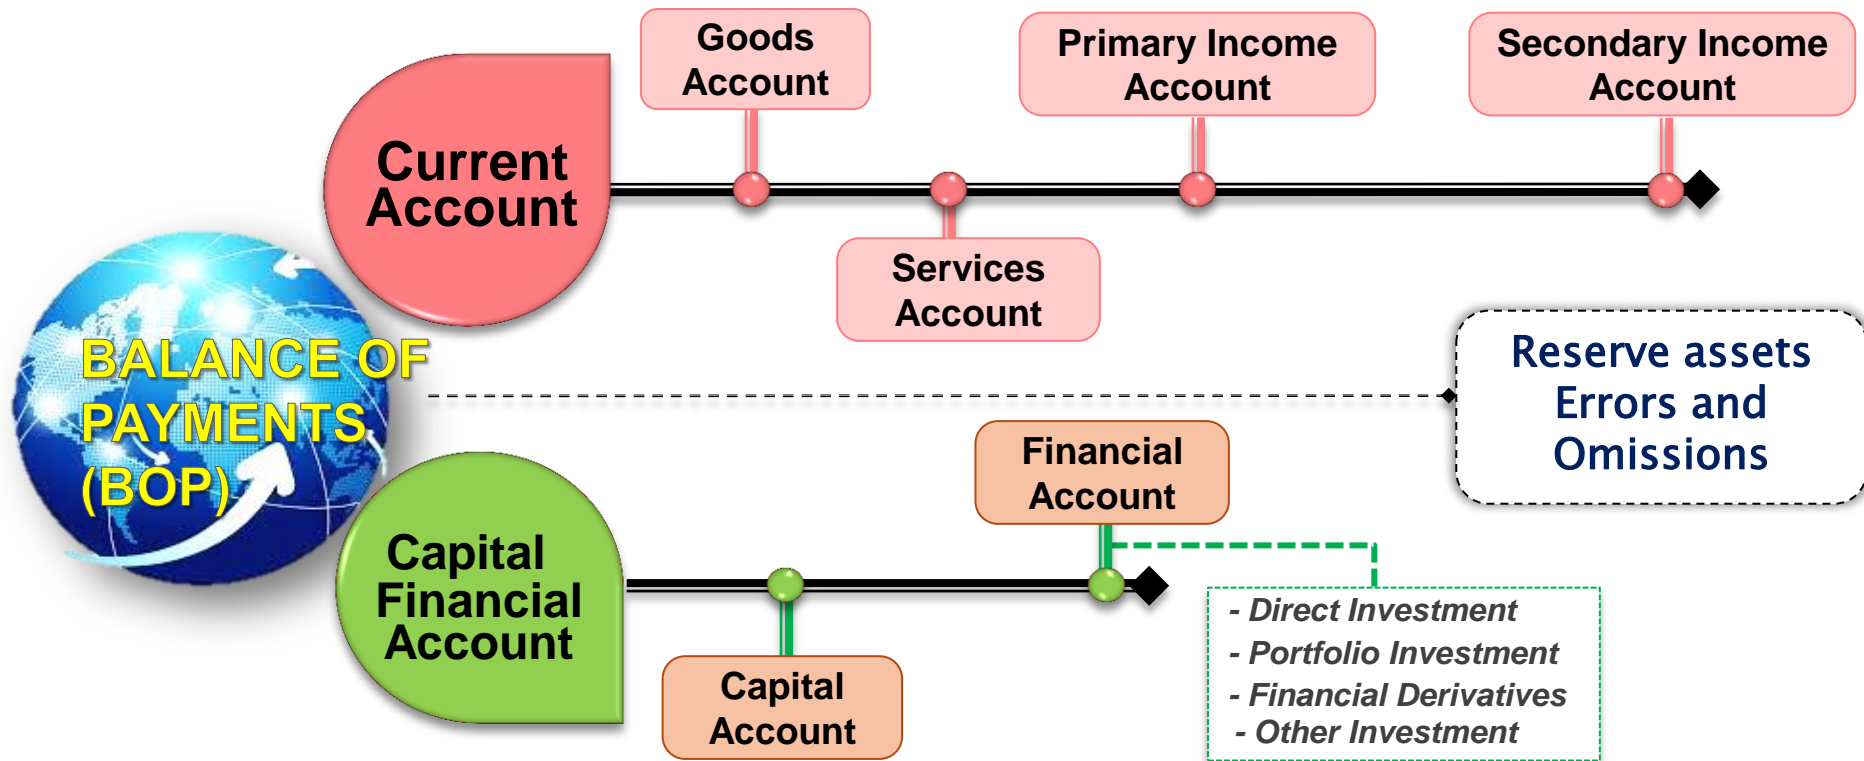 Goods
Account
Primary Income
Account
Secondary Income
Account
Current
Account
Services
Account
BALANCE OF
PAYMENTS
(BOP)
Reserve assets
Errors and
Omissions
Financial
Account
Capital
Financial
Account
Capital
Account
- Direct Investment
- Portfolio Investment
- Financial Derivatives
- Other Investment